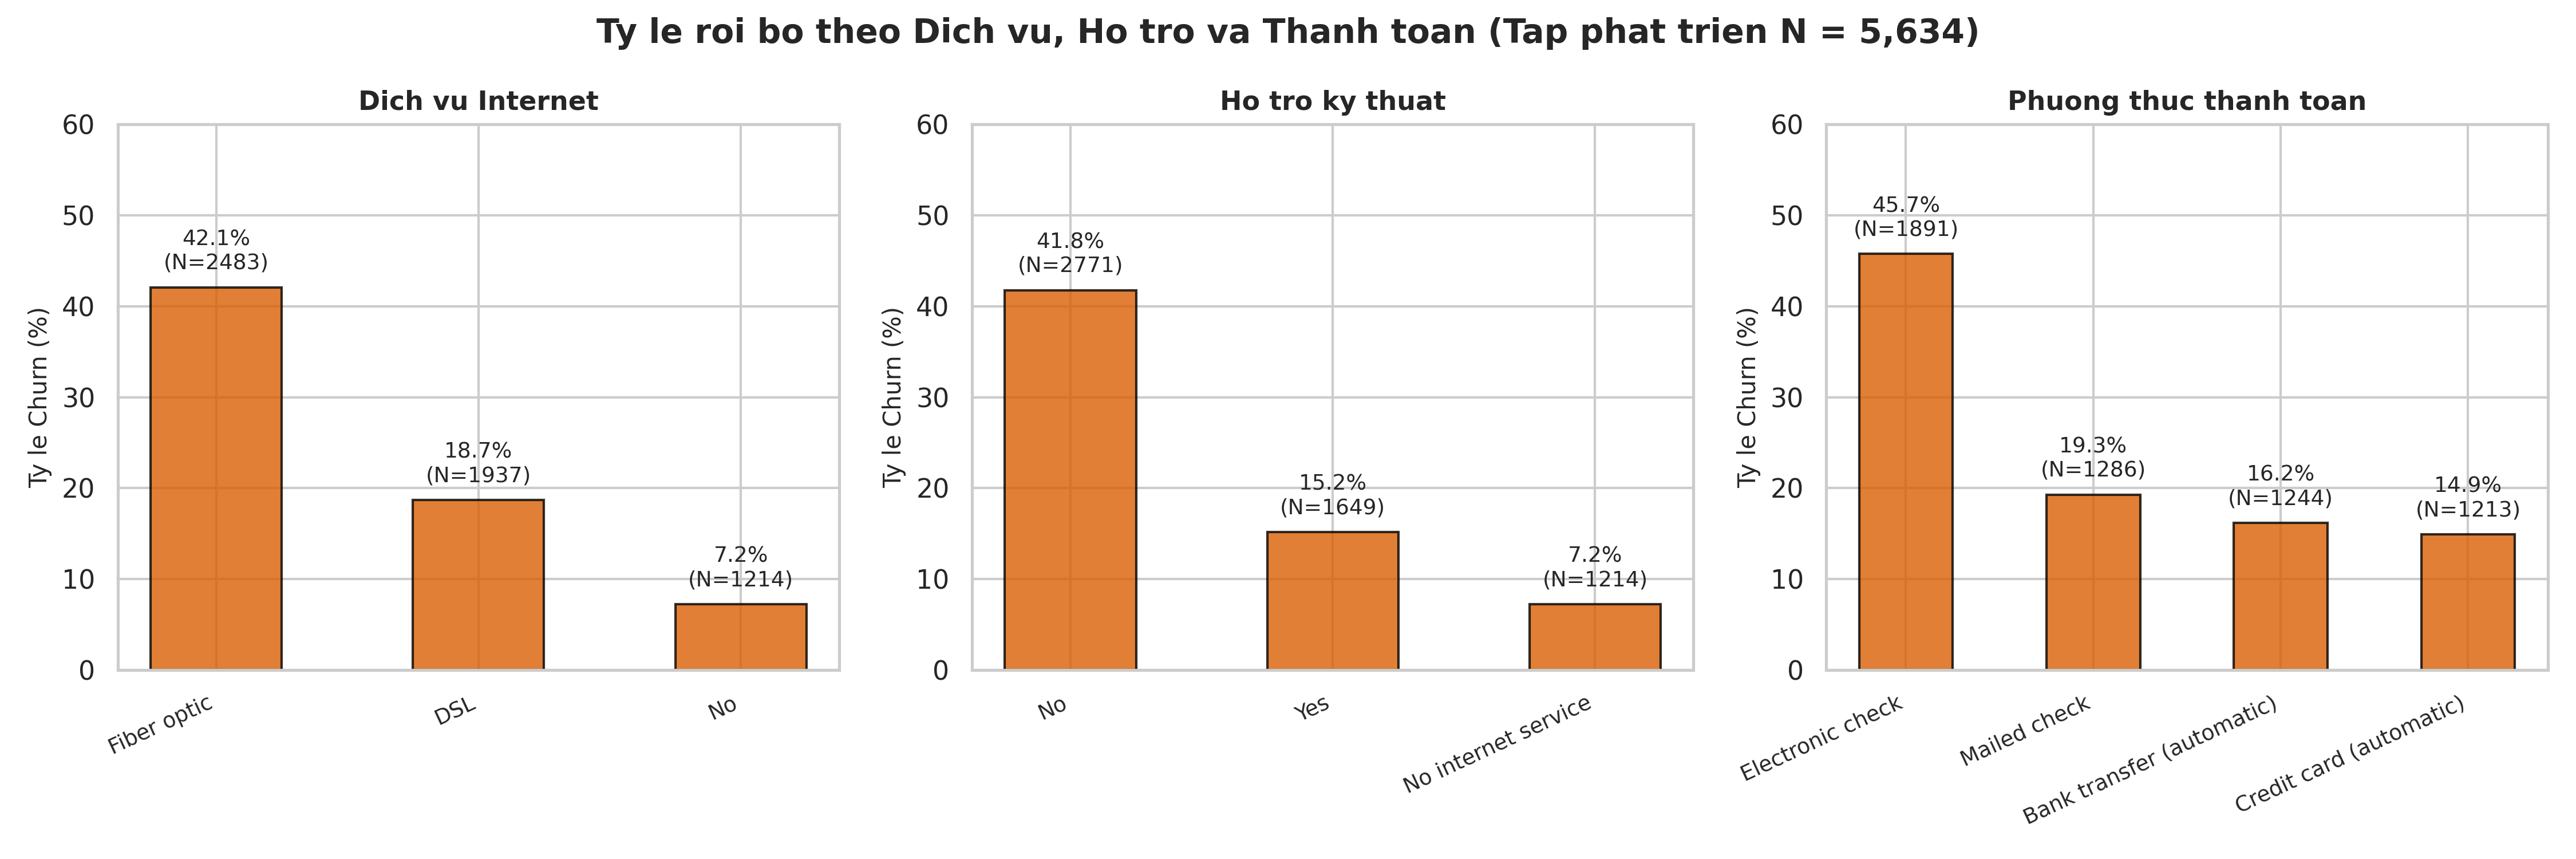 Ty le roi bo theo Dich vu, Ho tro va Thanh toan (Tap phat trien N = 5,634)
Dich vu Internet
Ty le Churn (%)
60
50
40
30
20
10
0
42.1%
(N=2483)
18.7%
(N=1937)
7.2%
(N=1214)
Fiber optic
DSL
No
Ho tro ky thuat
Ty le Churn (%)
60
50
40
30
20
10
0
41.8%
(N=2771)
15.2%
(N=1649)
7.2%
(N=1214)
No
Yes
No internet service
Phuong thuc thanh toan
Ty le Churn (%)
60
50
40
30
20
10
0
45.7%
(N=1891)
19.3%
(N=1286)
16.2%
(N=1244)
14.9%
(N=1213)
Electronic check
Mailed check
Bank transfer (automatic)
Credit card (automatic)